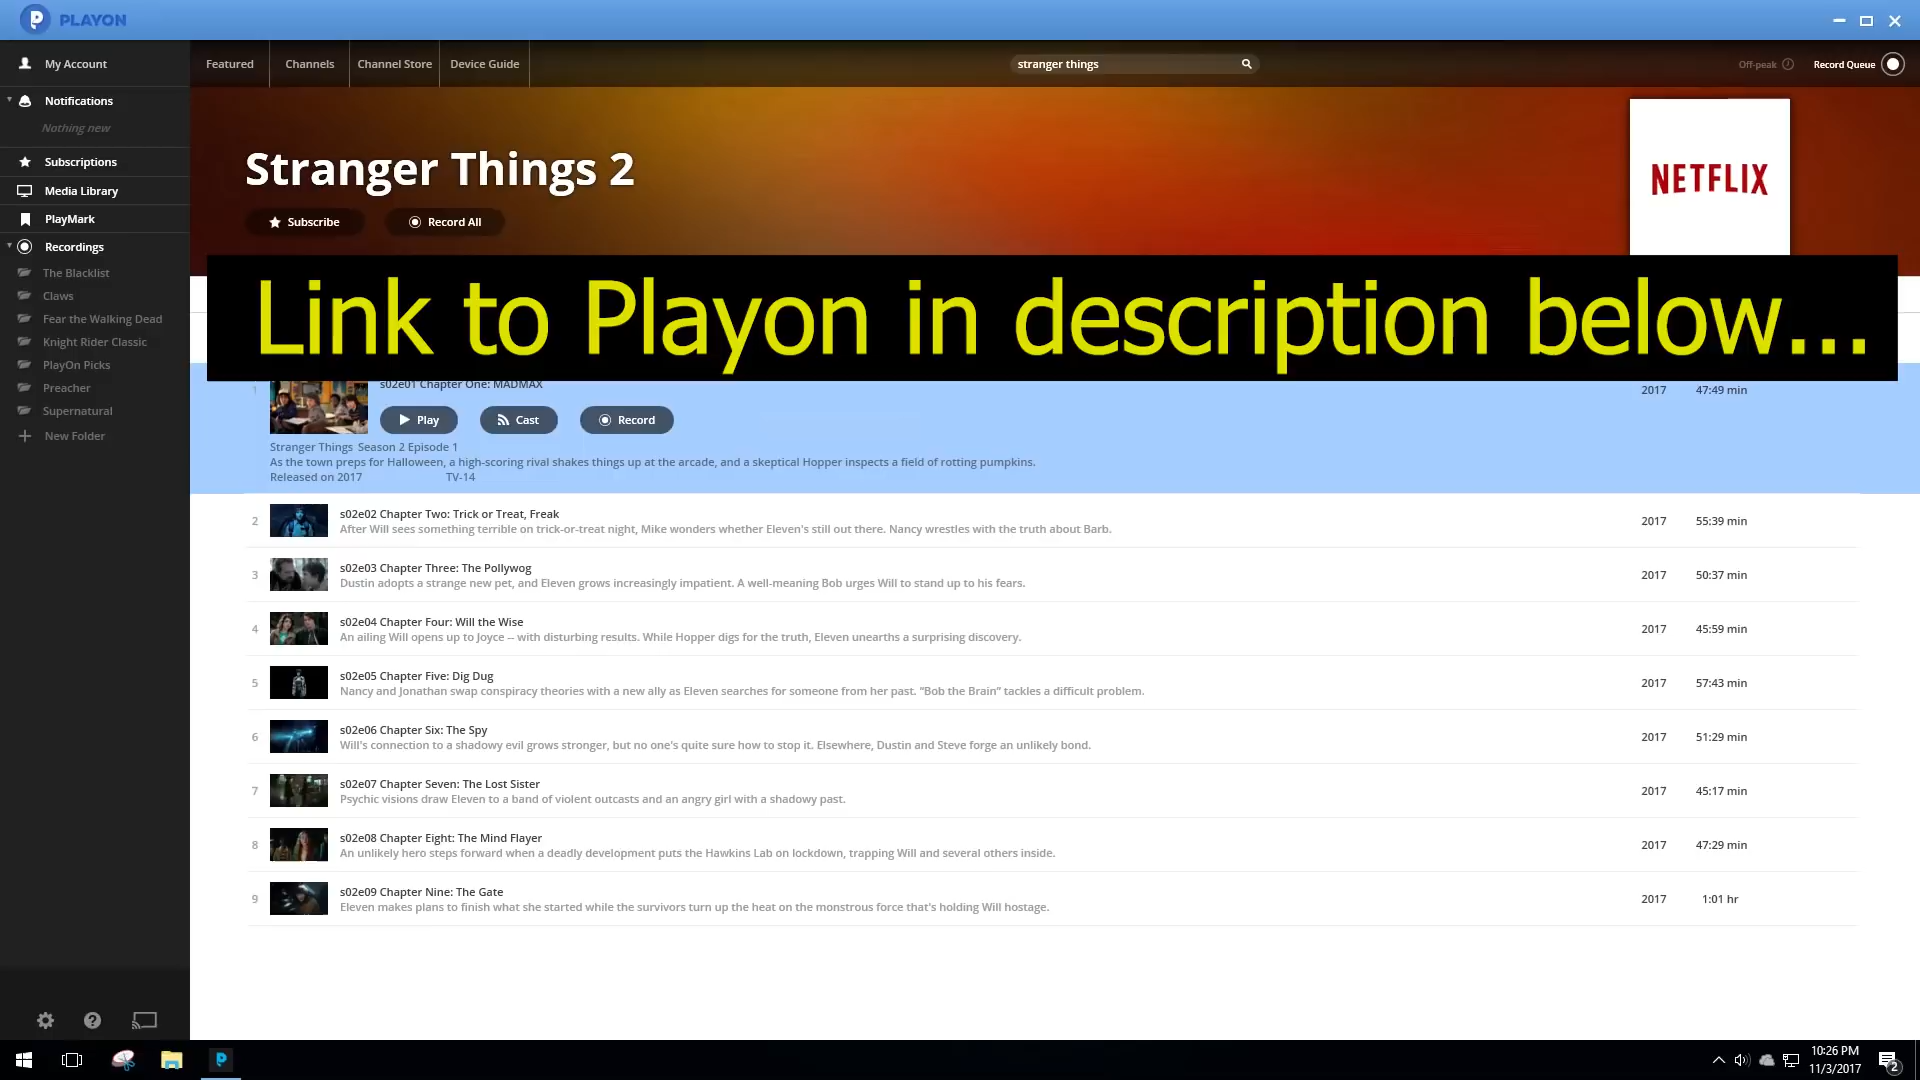 PLAYON
My Account
Notifications
Nothing new
Subscriptions
Media Library
PlayMark
Recordings
The Blacklist
Claws
Fear the Walking Dead
Knight Rider Classic
PlayOn Picks
Preacher
Supernatural
New Folder
Featured
Channels
Channel Store
Device Guide
stranger things
Off-peak
Record Queue
Stranger Things 2
Subscribe
Record All
NETFLIX
Link to Playon in description below...
1
s02e01 Chapter One: MADMAX
2017
47:49 min
Play
Cast
Record
Stranger Things Season 2 Episode 1
As the town preps for Halloween, a high-scoring rival shakes things up at the arcade, and a skeptical Hopper inspects a field of rotting pumpkins.
Released on 2017 TV-14
2
s02e02 Chapter Two: Trick or Treat, Freak
After Will sees something terrible on trick-or-treat night, Mike wonders whether Eleven's still out there. Nancy wrestles with the truth about Barb.
2017
55:39 min
3
s02e03 Chapter Three: The Pollywog
Dustin adopts a strange new pet, and Eleven grows increasingly impatient. A well-meaning Bob urges Will to stand up to his fears.
2017
50:37 min
4
s02e04 Chapter Four: Will the Wise
An ailing Will opens up to Joyce -- with disturbing results. While Hopper digs for the truth, Eleven unearths a surprising discovery.
2017
45:59 min
5
s02e05 Chapter Five: Dig Dug
Nancy and Jonathan swap conspiracy theories with a new ally as Eleven searches for someone from her past. “Bob the Brain” tackles a difficult problem.
2017
57:43 min
6
s02e06 Chapter Six: The Spy
Will's connection to a shadowy evil grows stronger, but no one's quite sure how to stop it. Elsewhere, Dustin and Steve forge an unlikely bond.
2017
51:29 min
7
s02e07 Chapter Seven: The Lost Sister
Psychic visions draw Eleven to a band of violent outcasts and an angry girl with a shadowy past.
2017
45:17 min
8
s02e08 Chapter Eight: The Mind Flayer
An unlikely hero steps forward when a deadly development puts the Hawkins Lab on lockdown, trapping Will and several others inside.
2017
47:29 min
9
s02e09 Chapter Nine: The Gate
Eleven makes plans to finish what she started while the survivors turn up the heat on the monstrous force that's holding Will hostage.
2017
1:01 hr
10:26 PM
11/3/2017
2